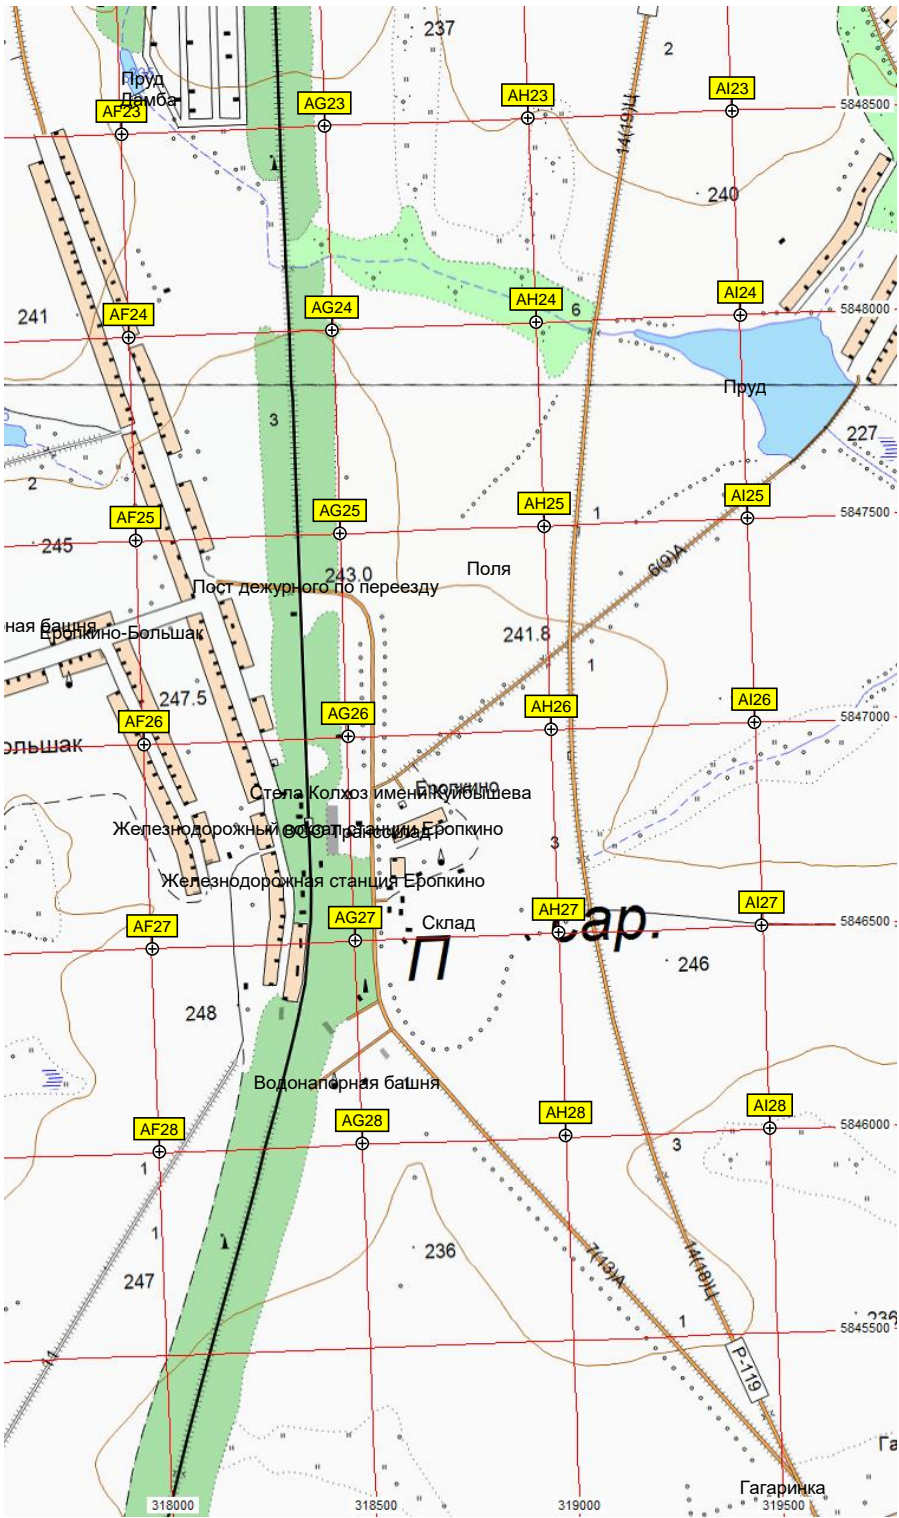 237
2
Пруд
Дамба
AF23
AG23
AH23
AI23
5848500
14(19)Ц
240
241
AF24
AG24
AH24
6
AI24
5848000
3
Пруд
227
2
AF25
AG25
AH25
1
AI25
5847500
245
243.0
Пост дежурного по переезду
Поля
6(9)А
ная башня
Еропкино-Большак
241.8
1
247.5
AF26
AG26
AH26
AI26
5847000
ольшак
Еропкино
Стела Колхоз имени Куйбышева
Железнодорожный вокзал станции Еропкино
ООО Трансклад
3
Железнодорожная станция Еропкино
AF27
AG27
Склад
AH27
сар.
AI27
5846500
П
246
248
Водонапорная башня
AF28
AG28
AH28
AI28
5846000
1
3
1
236
247
7(13)А
14(18)Ц
1
236
5845500
11
Р-119
Га
Гагаринка
318000
318500
319000
319500